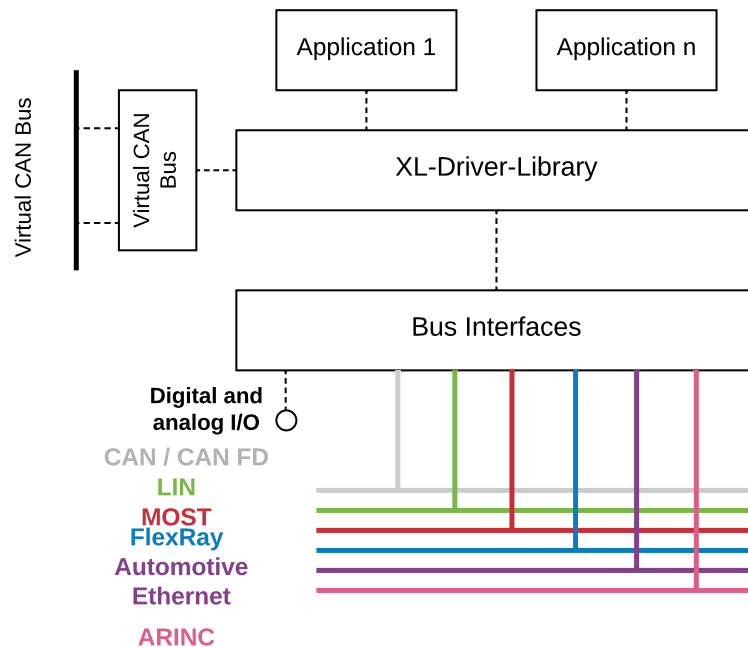 Application 1
Application n
Virtual CAN Bus
Virtual CAN
Bus
XL-Driver-Library
Bus Interfaces
Digital and
analog I/O
CAN / CAN FD
LIN
MOST
FlexRay
Automotive
Ethernet
ARINC